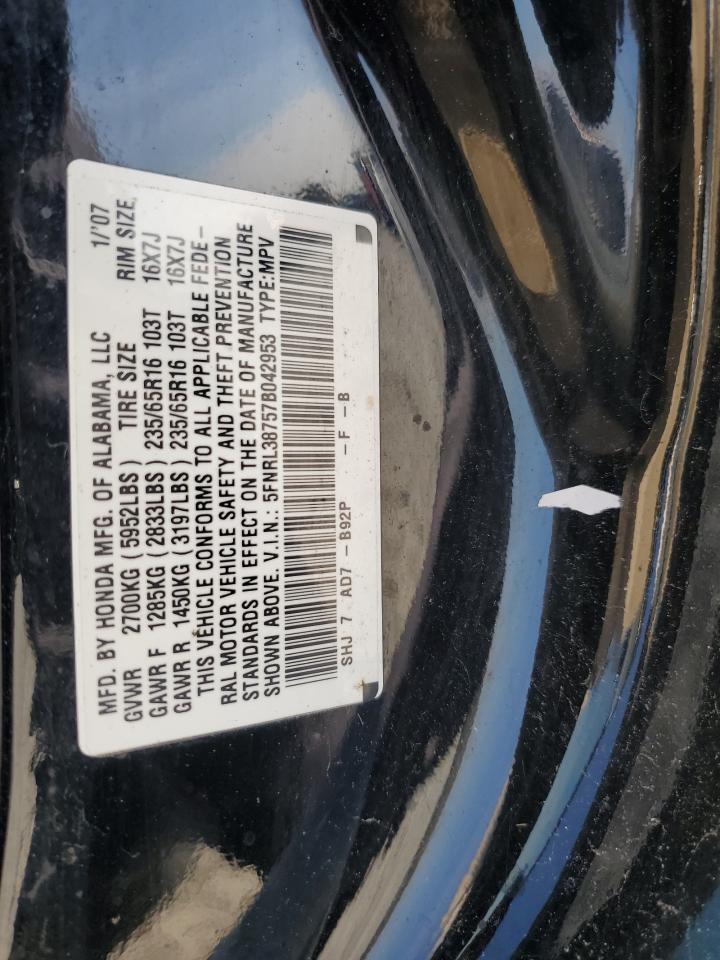 MFD. BY HONDA MFG. OF ALABAMA, LLC 1/'07
GVWR 2700KG (5952LBS) TIRE SIZE RIM SIZE
GAWR F 1285KG (2833LBS) 235/65R16 103T 16X7J
GAWR R 1450KG (3197LBS) 235/65R16 103T 16X7J
THIS VEHICLE CONFORMS TO ALL APPLICABLE FEDE-
RAL MOTOR VEHICLE SAFETY AND THEFT PREVENTION
STANDARDS IN EFFECT ON THE DATE OF MANUFACTURE
SHOWN ABOVE. V.I.N.: 5FNRL38757B042953 TYPE:MPV
SHJ 7 AD7 -B92P -F -B